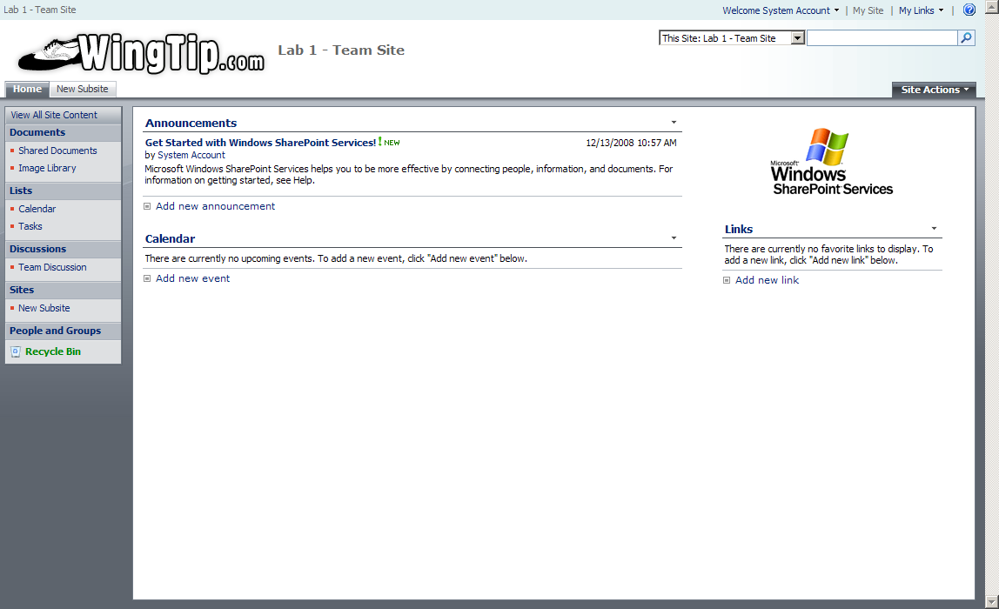 Lab 1 - Team Site
Welcome System Account | My Site | My Links |
WingTip.com
Lab 1 - Team Site
This Site: Lab 1 - Team Site
Home
New Subsite
Site Actions
View All Site Content
Documents
Shared Documents
Image Library
Lists
Calendar
Tasks
Discussions
Team Discussion
Sites
New Subsite
People and Groups
Recycle Bin
Announcements
Get Started with Windows SharePoint Services! ! NEW 12/13/2008 10:57 AM
by System Account
Microsoft Windows SharePoint Services helps you to be more effective by connecting people, information, and documents. For
information on getting started, see Help.
Add new announcement
Calendar
There are currently no upcoming events. To add a new event, click "Add new event" below.
Add new event
Microsoft
Windows
SharePoint Services
Links
There are currently no favorite links to display. To
add a new link, click "Add new link" below.
Add new link